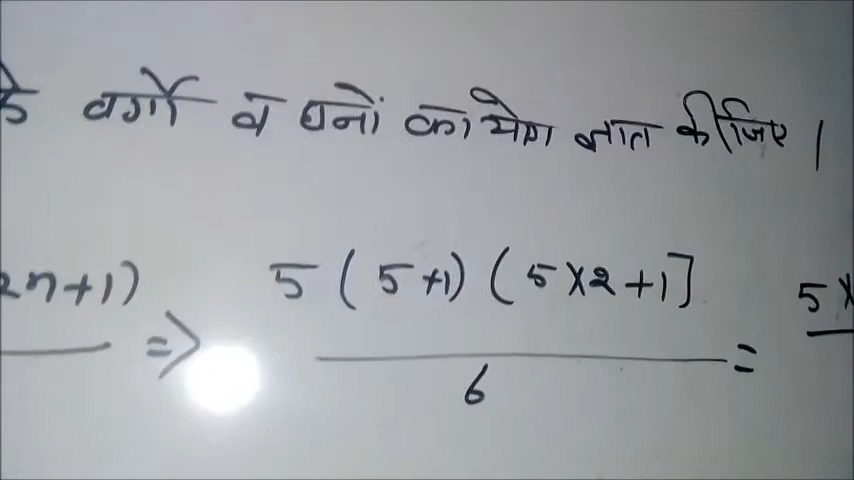 के वर्गों व घनों का योग ज्ञात कीजिए |
2n+1) => 5 ( 5+1) ( 5×2+1] = 5×
6